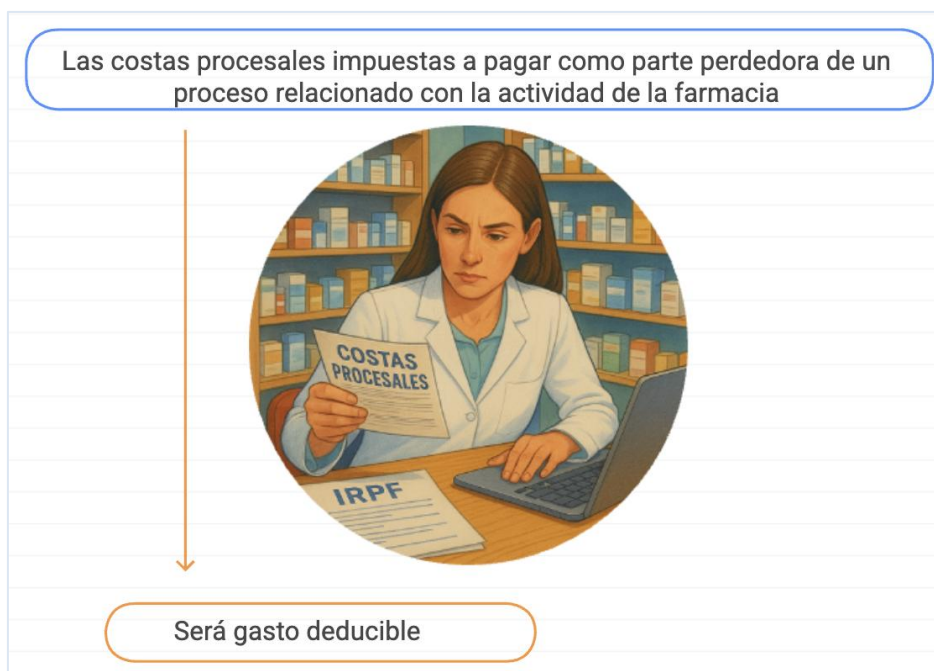 Las costas procesales impuestas a pagar como parte perdedora de un
proceso relacionado con la actividad de la farmacia
COSTAS
PROCESALES
IRPF
Será gasto deducible